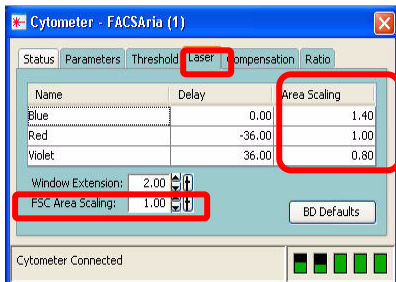 Cytometer - FACSAria (1)
Status Parameters Threshold Laser Compensation Ratio
Name Delay Area Scaling
Blue 0.00 1.40
Red -36.00 1.00
Violet 36.00 0.80
Window Extension: 2.00
FSC Area Scaling: 1.00
BD Defaults
Cytometer Connected